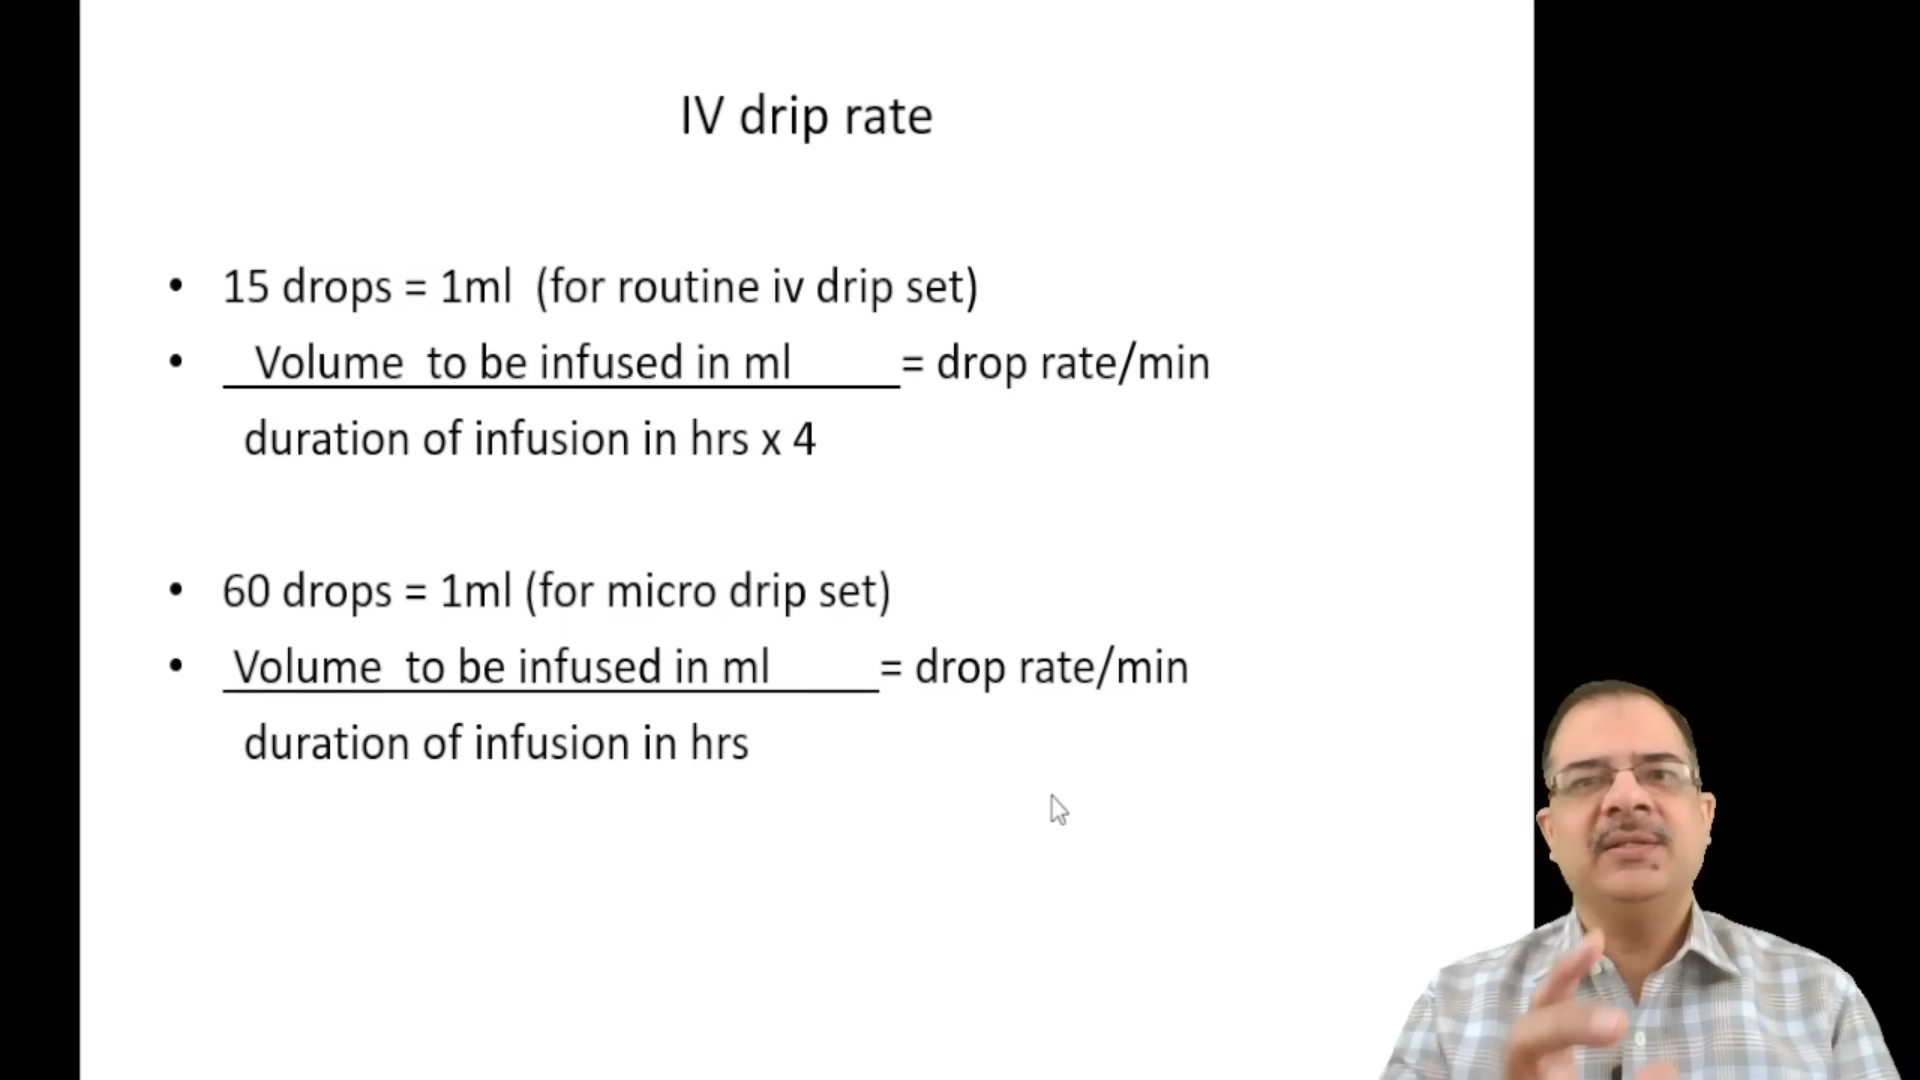 IV drip rate
• 15 drops = 1ml (for routine iv drip set)
• Volume to be infused in ml = drop rate/min
duration of infusion in hrs x 4
• 60 drops = 1ml (for micro drip set)
• Volume to be infused in ml = drop rate/min
duration of infusion in hrs